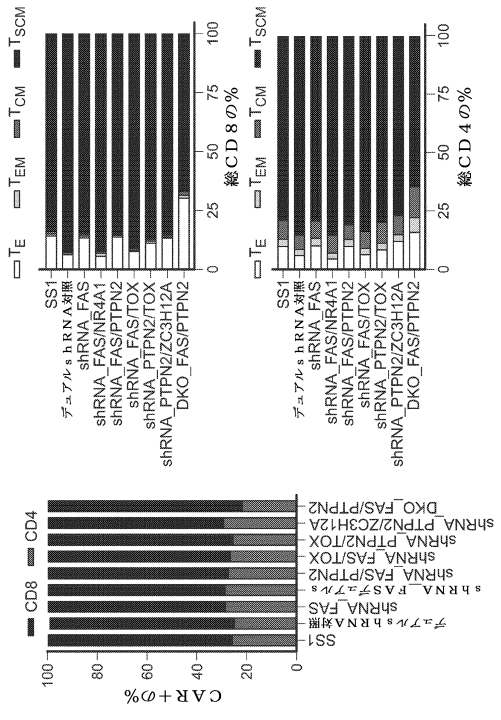 CD8 CD4
CAR+の%
100
80
60
40
20
0
SS1
デュアルshRNA対照
shRNA_FAS
shRNA_FASデュアルs
shRNA_FAS/PTPN2
shRNA_FAS/TOX
shRNA_PTPN2/TOX
shRNA_PTPN2/ZC3H12A
DKO_FAS/PTPN2
TE TEM TCM TSCM
SS1
デュアルshRNA対照
shRNA_FAS
shRNA_FAS/NR4A1
shRNA_FAS/PTPN2
shRNA_FAS/TOX
shRNA_PTPN2/TOX
shRNA_PTPN2/ZC3H12A
DKO_FAS/PTPN2
0 25 50 75 100
総CD8の%
TE TEM TCM TSCM
SS1
デュアルshRNA対照
shRNA_FAS
shRNA_FAS/NR4A1
shRNA_FAS/PTPN2
shRNA_FAS/TOX
shRNA_PTPN2/TOX
shRNA_PTPN2/ZC3H12A
DKO_FAS/PTPN2
0 25 50 75 100
総CD4の%